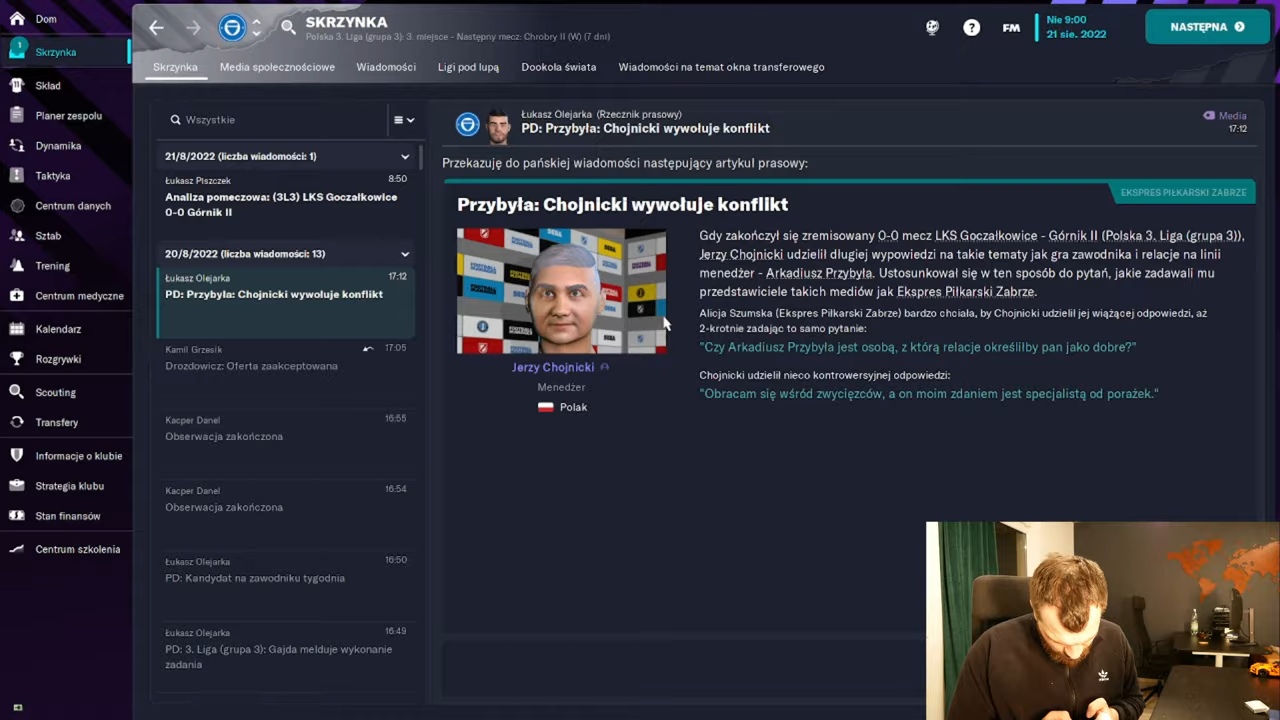 Dom
1
Skrzynka
Skład
Planer zespołu
Dynamika
Taktyka
Centrum danych
Sztab
Trening
Centrum medyczne
Kalendarz
Rozgrywki
Scouting
Transfery
Informacje o klubie
Strategia klubu
Stan finansów
Centrum szkolenia
SKRZYNKA
Polska 3. Liga (grupa 3): 3. miejsce - Następny mecz: Chrobry II (W) (7 dni)
?
FM
Nie 9:00
21 sie. 2022
NASTĘPNA
Skrzynka
Media społecznościowe
Wiadomości
Ligi pod lupą
Dookoła świata
Wiadomości na temat okna transferowego
Wszystkie
21/8/2022 (liczba wiadomości: 1)
Łukasz Piszczek 8:50
Analiza pomeczowa: (3L3) LKS Goczałkowice
0-0 Górnik II
20/8/2022 (liczba wiadomości: 13)
Łukasz Olejarka 17:12
PD: Przybyła: Chojnicki wywołuje konflikt
Kamil Grzesik 17:05
Drozdowicz: Oferta zaakceptowana
Kacper Danel 16:55
Obserwacja zakończona
Kacper Danel 16:54
Obserwacja zakończona
Łukasz Olejarka 16:50
PD: Kandydat na zawodniku tygodnia
Łukasz Olejarka 16:49
PD: 3. Liga (grupa 3): Gajda melduje wykonanie
zadania
Łukasz Olejarka (Rzecznik prasowy)
PD: Przybyła: Chojnicki wywołuje konflikt
Media
17:12
Przekazuję do pańskiej wiadomości następujący artykuł prasowy:
EKSPRES PIŁKARSKI ZABRZE
Przybyła: Chojnicki wywołuje konflikt
SEGA
Jerzy Chojnicki
Menedżer
Polak
Gdy zakończył się zremisowany 0-0 mecz LKS Goczałkowice - Górnik II (Polska 3. Liga (grupa 3)),
Jerzy Chojnicki udzielił długiej wypowiedzi na takie tematy jak gra zawodnika i relacje na linii
menedżer - Arkadiusz Przybyła. Ustosunkował się w ten sposób do pytań, jakie zadawali mu
przedstawiciele takich mediów jak Ekspres Piłkarski Zabrze.
Alicja Szumska (Ekspres Piłkarski Zabrze) bardzo chciała, by Chojnicki udzielił jej wiążącej odpowiedzi, aż
2-krotnie zadając to samo pytanie:
"Czy Arkadiusz Przybyła jest osobą, z którą relacje określiłby pan jako dobre?"
Chojnicki udzielił nieco kontrowersyjnej odpowiedzi:
"Obracam się wśród zwycięzców, a on moim zdaniem jest specjalistą od porażek."